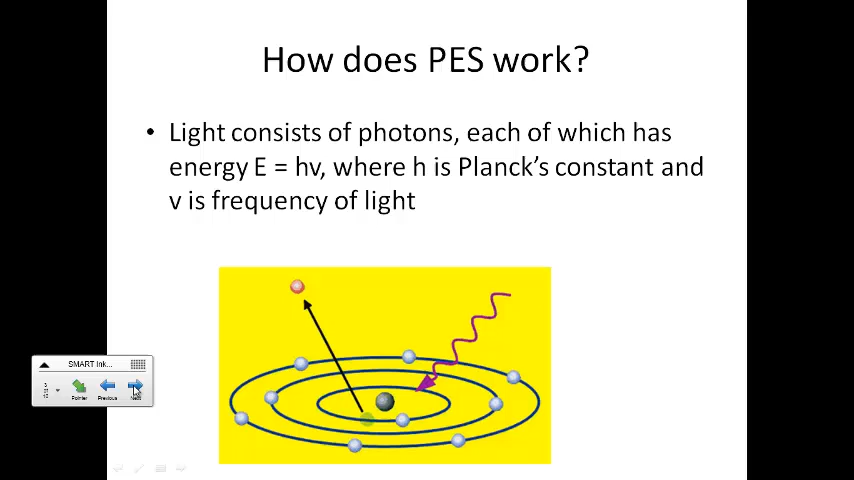 How does PES work?
• Light consists of photons, each of which has
energy E = hv, where h is Planck's constant and
v is frequency of light
SMART Ink...
Pointer
Previous
Next